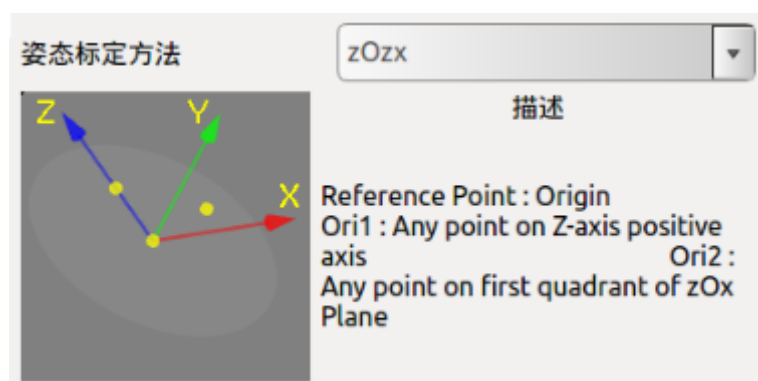 姿态标定方法
zOzx
Z
Y
X
描述
Reference Point : Origin
Ori1 : Any point on Z-axis positive
axis Ori2 :
Any point on first quadrant of zOx
Plane